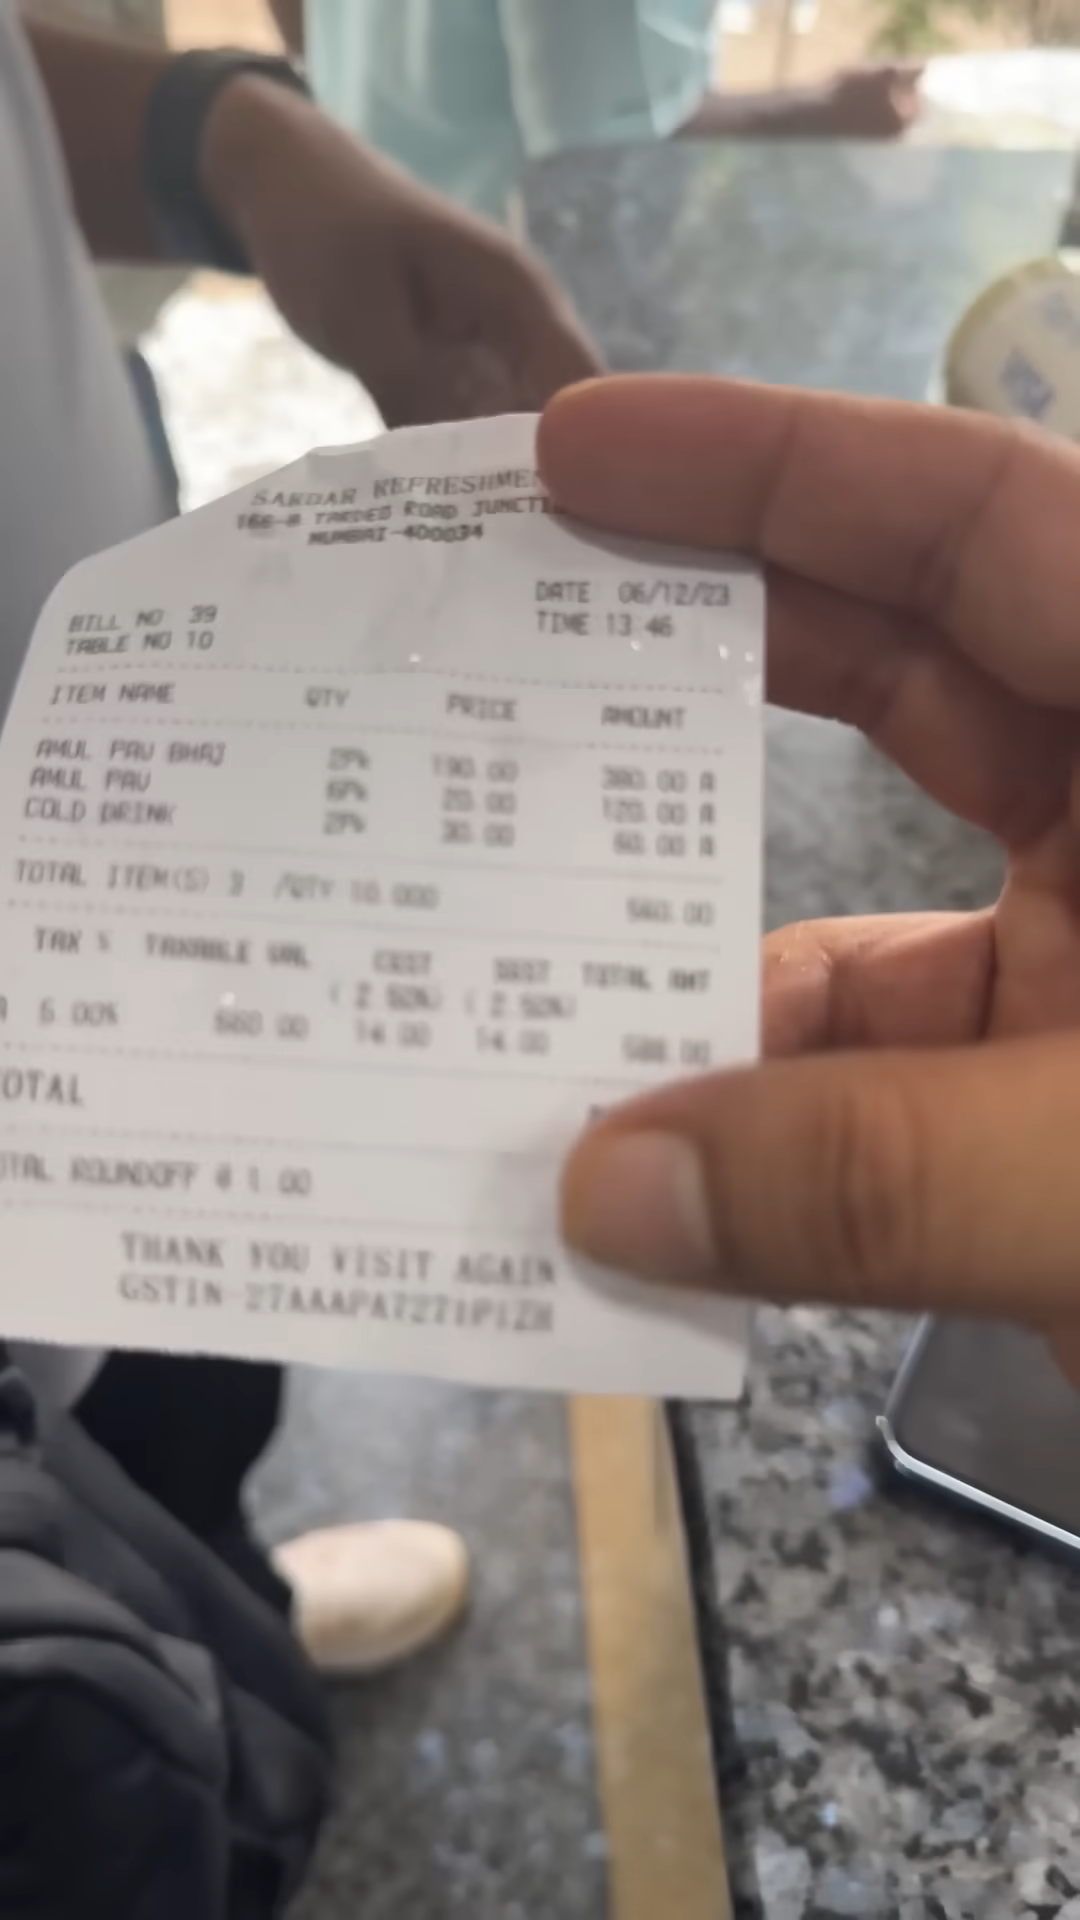 SARDAR REFRESHMEN
166-A TARDEO ROAD JUNCTI
MUMBAI-400034
DATE 06/12/23
BILL NO 39
TIME 13:46
TABLE NO 10
ITEM NAME QTY PRICE AMOUNT
AMUL PAV BHAJ 2Pk 190.00 380.00 A
AMUL PAV 6Pk 20.00 120.00 A
COLD DRINK 2Pk 30.00 60.00 A
TOTAL ITEM(S) 3 /QTY 10.000 560.00
TAX % TAXABLE VAL CGST SGST TOTAL AMT
(2.50%) (2.50%)
A 5.00% 560.00 14.00 14.00 588.00
OTAL
OTAL ROUNDOFF @ 1.00
THANK YOU VISIT AGAIN